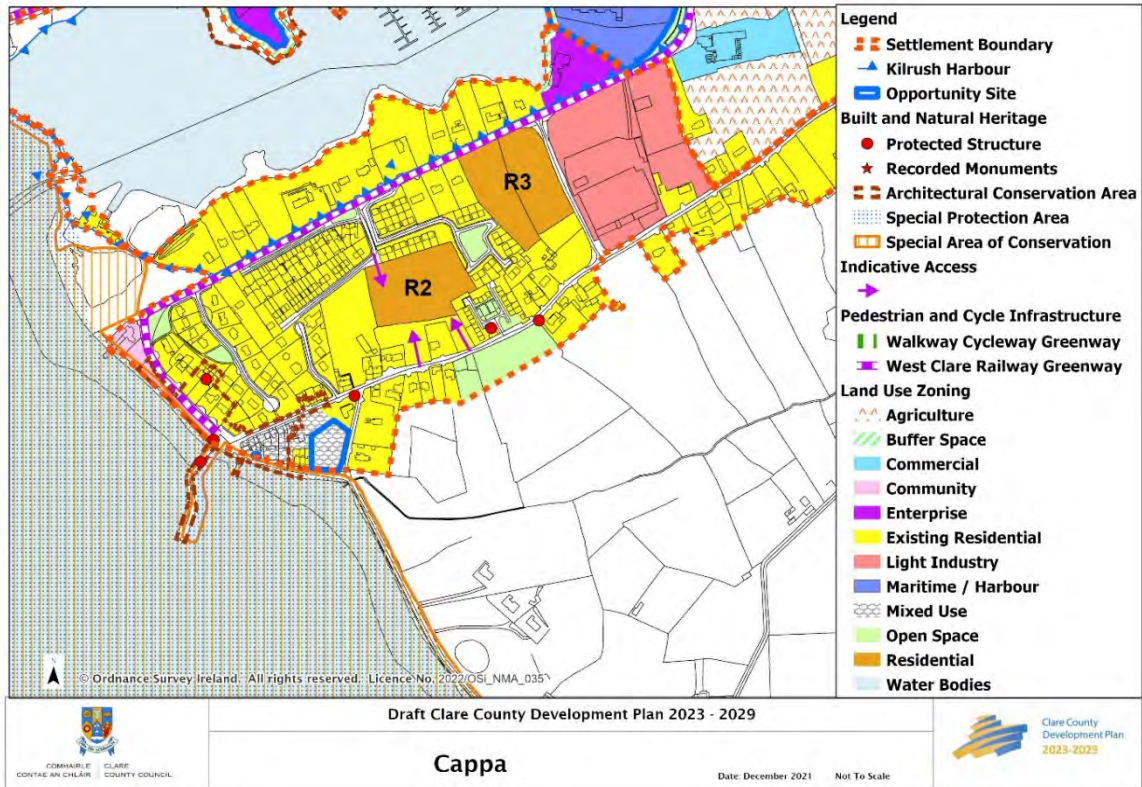 Legend
Settlement Boundary
Kilrush Harbour
Opportunity Site
Built and Natural Heritage
Protected Structure
Recorded Monuments
Architectural Conservation Area
Special Protection Area
Special Area of Conservation
Indicative Access
Pedestrian and Cycle Infrastructure
Walkway Cycleway Greenway
West Clare Railway Greenway
Land Use Zoning
Agriculture
Buffer Space
Commercial
Community
Enterprise
Existing Residential
Light Industry
Maritime / Harbour
Mixed Use
Open Space
Residential
Water Bodies
R3
R2
© Ordnance Survey Ireland. All rights reserved. Licence No. 2022/OSi_NMA_035
COMHAIRLE CONTAE AN CHLÁIR
CLARE COUNTY COUNCIL
Draft Clare County Development Plan 2023 - 2029
Cappa
Date: December 2021 Not To Scale
Clare County
Development Plan
2023-2029